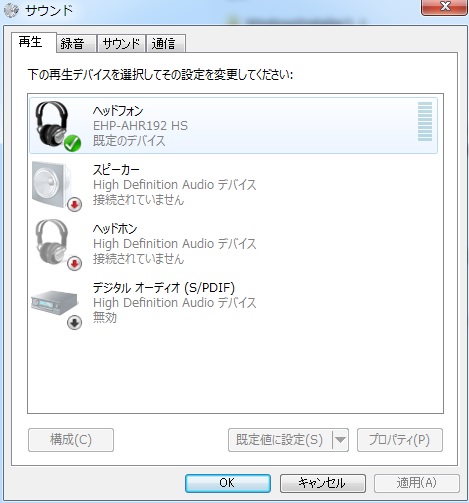 サウンド
再生
録音
サウンド
通信
下の再生デバイスを選択してその設定を変更してください:
ヘッドフォン
EHP-AHR192 HS
既定のデバイス
スピーカー
High Definition Audio デバイス
接続されていません
ヘッドホン
High Definition Audio デバイス
接続されていません
デジタル オーディオ (S/PDIF)
High Definition Audio デバイス
無効
構成(C)
既定値に設定(S)
プロパティ(P)
OK
キャンセル
適用(A)